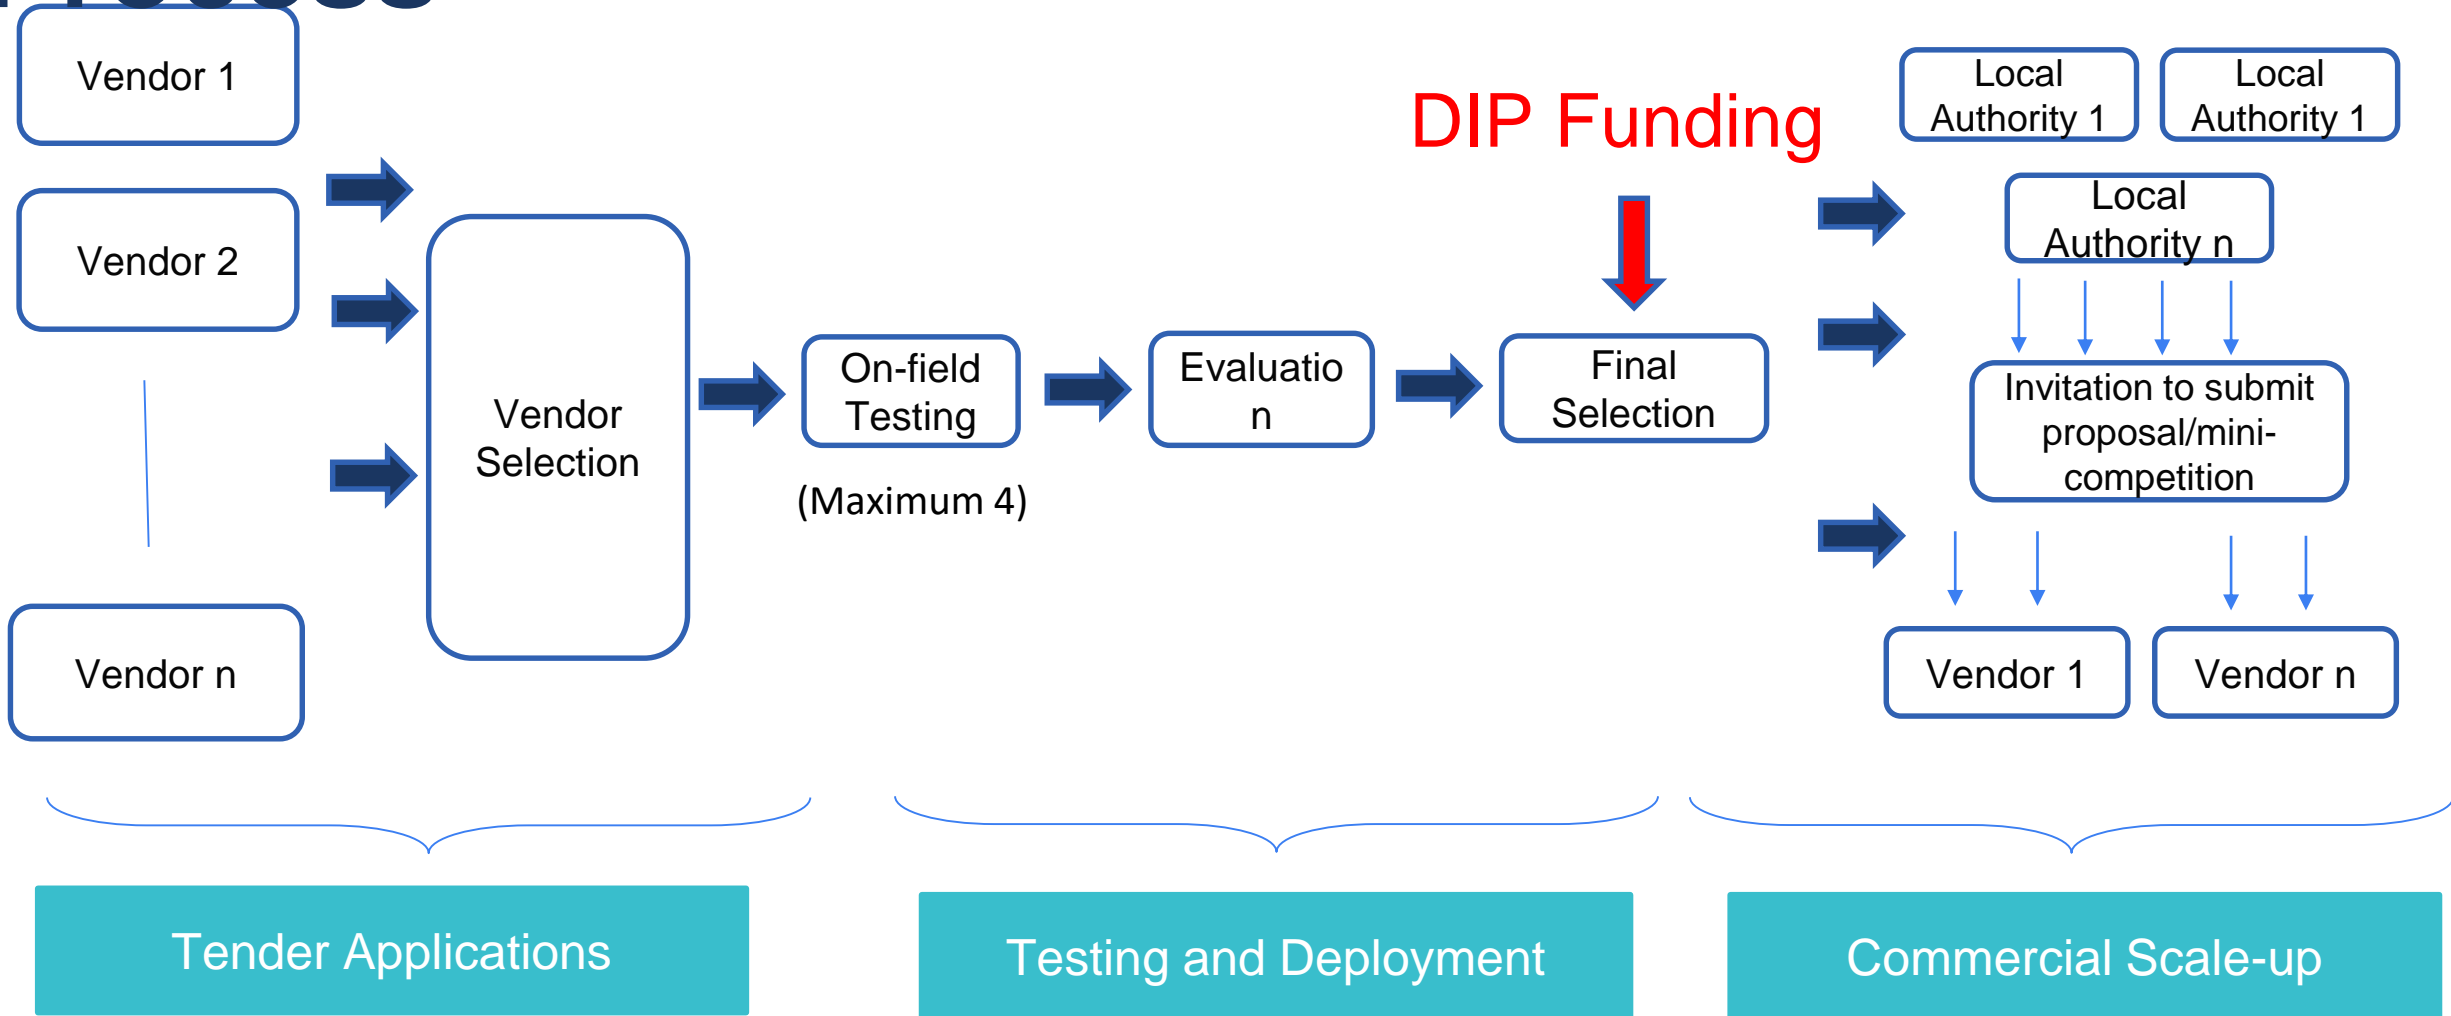 Vendor 1
Vendor 2
Vendor n
Vendor
Selection
On-field
Testing
(Maximum 4)
Evaluatio
n
DIP Funding
Final
Selection
Local
Authority 1
Local
Authority 1
Local
Authority n
Invitation to submit
proposal/mini-
competition
Vendor 1
Vendor n
Tender Applications
Testing and Deployment
Commercial Scale-up